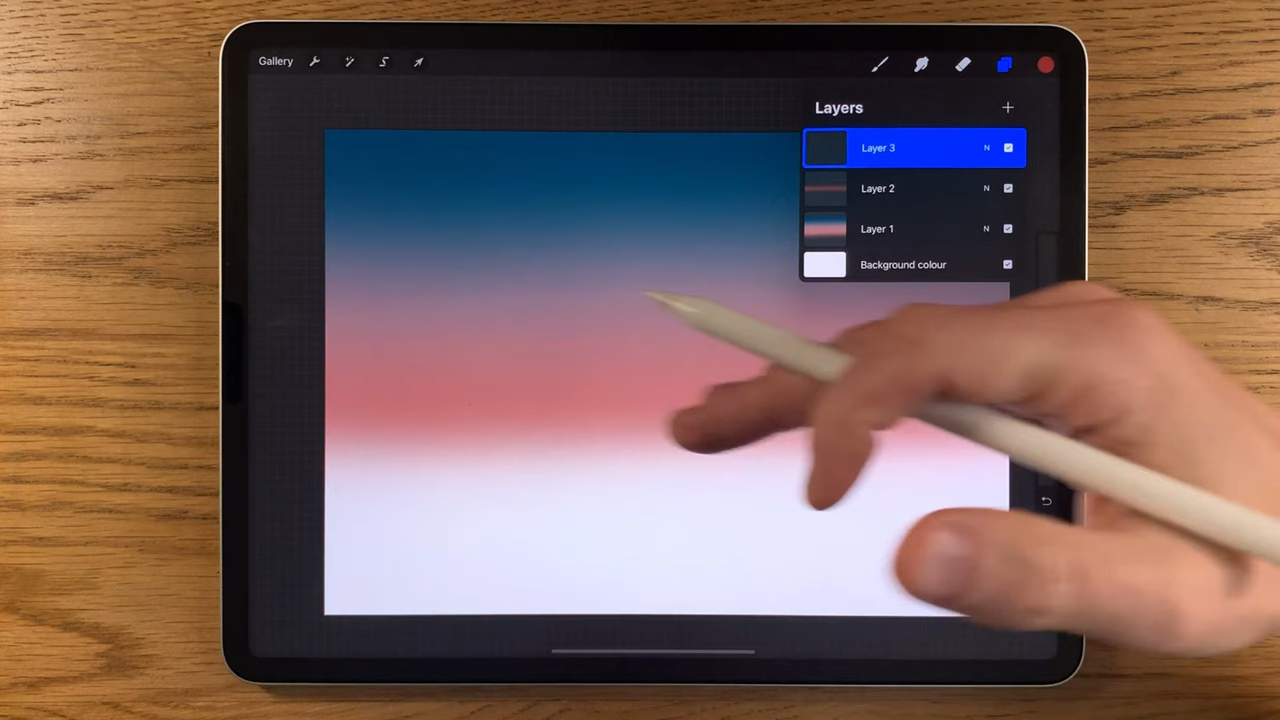 Gallery
Layers
Layer 3 N
Layer 2 N
Layer 1 N
Background colour